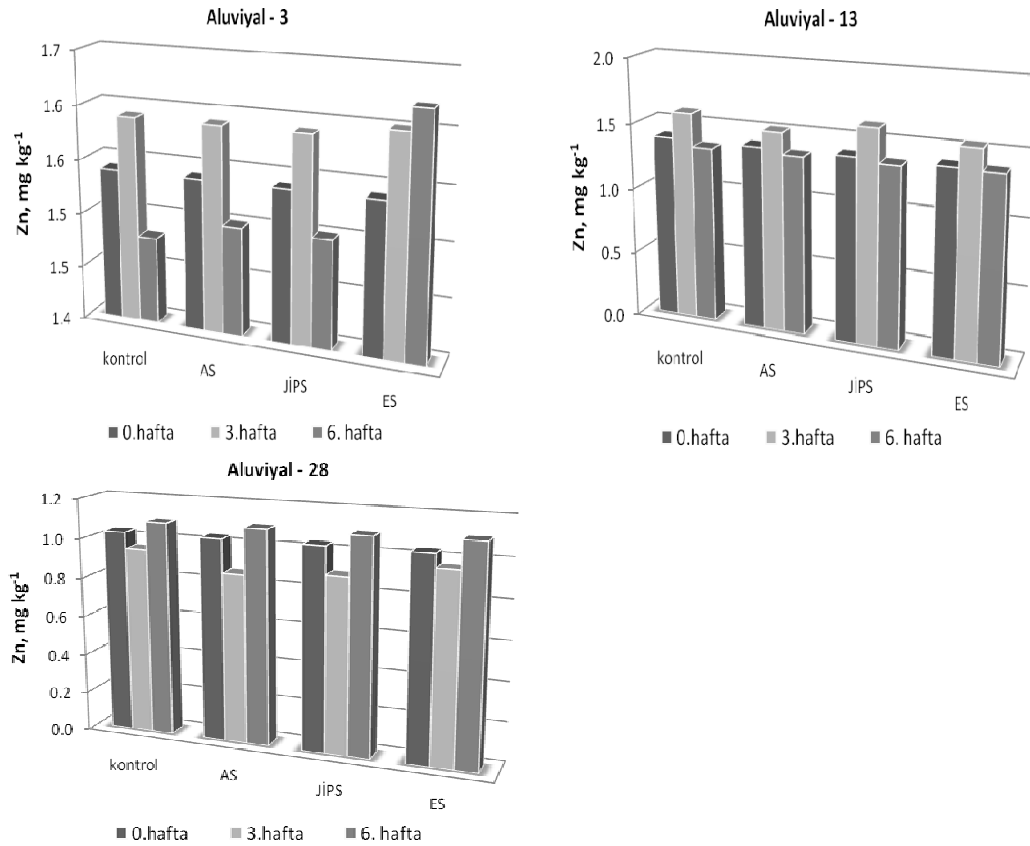 Aluviyal - 3
Zn, mg kg-1
1.7
1.6
1.6
1.5
1.5
1.4
kontrol
AS
JİPS
ES
0.hafta 3.hafta 6. hafta
Aluviyal - 13
Zn, mg kg-1
2.0
1.5
1.0
0.5
0.0
kontrol
AS
JİPS
ES
0.hafta 3.hafta 6. hafta
Aluviyal - 28
Zn, mg kg-1
1.2
1.0
0.8
0.6
0.4
0.2
0.0
kontrol
AS
JİPS
ES
0.hafta 3.hafta 6. hafta